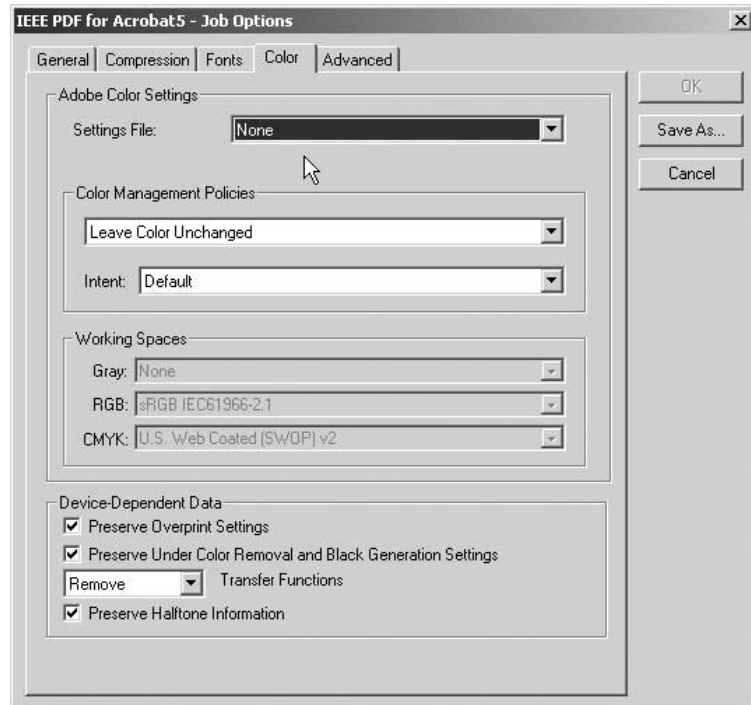 IEEE PDF for Acrobat5 - Job Options
General Compression Fonts Color Advanced
OK
Save As...
Cancel
Adobe Color Settings
Settings File: None
Color Management Policies
Leave Color Unchanged
Intent: Default
Working Spaces
Gray: None
RGB: sRGB IEC61966-2.1
CMYK: U.S. Web Coated (SWOP) v2
Device-Dependent Data
Preserve Overprint Settings
Preserve Under Color Removal and Black Generation Settings
Remove Transfer Functions
Preserve Halftone Information